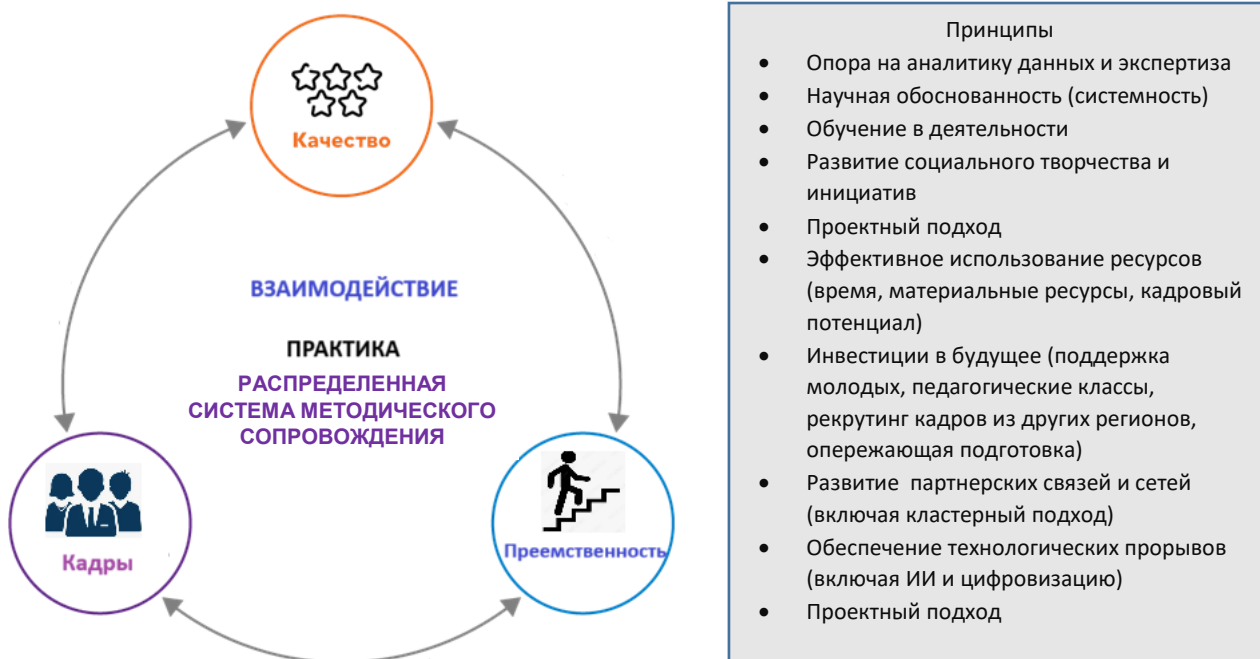 Качество
ВЗАИМОДЕЙСТВИЕ
ПРАКТИКА
РАСПРЕДЕЛЕННАЯ
СИСТЕМА МЕТОДИЧЕСКОГО
СОПРОВОЖДЕНИЯ
Кадры
Преемственность
Принципы
• Опора на аналитику данных и экспертиза
• Научная обоснованность (системность)
• Обучение в деятельности
• Развитие социального творчества и
инициатив
• Проектный подход
• Эффективное использование ресурсов
(время, материальные ресурсы, кадровый
потенциал)
• Инвестиции в будущее (поддержка
молодых, педагогические классы,
рекрутинг кадров из других регионов,
опережающая подготовка)
• Развитие партнерских связей и сетей
(включая кластерный подход)
• Обеспечение технологических прорывов
(включая ИИ и цифровизацию)
• Проектный подход